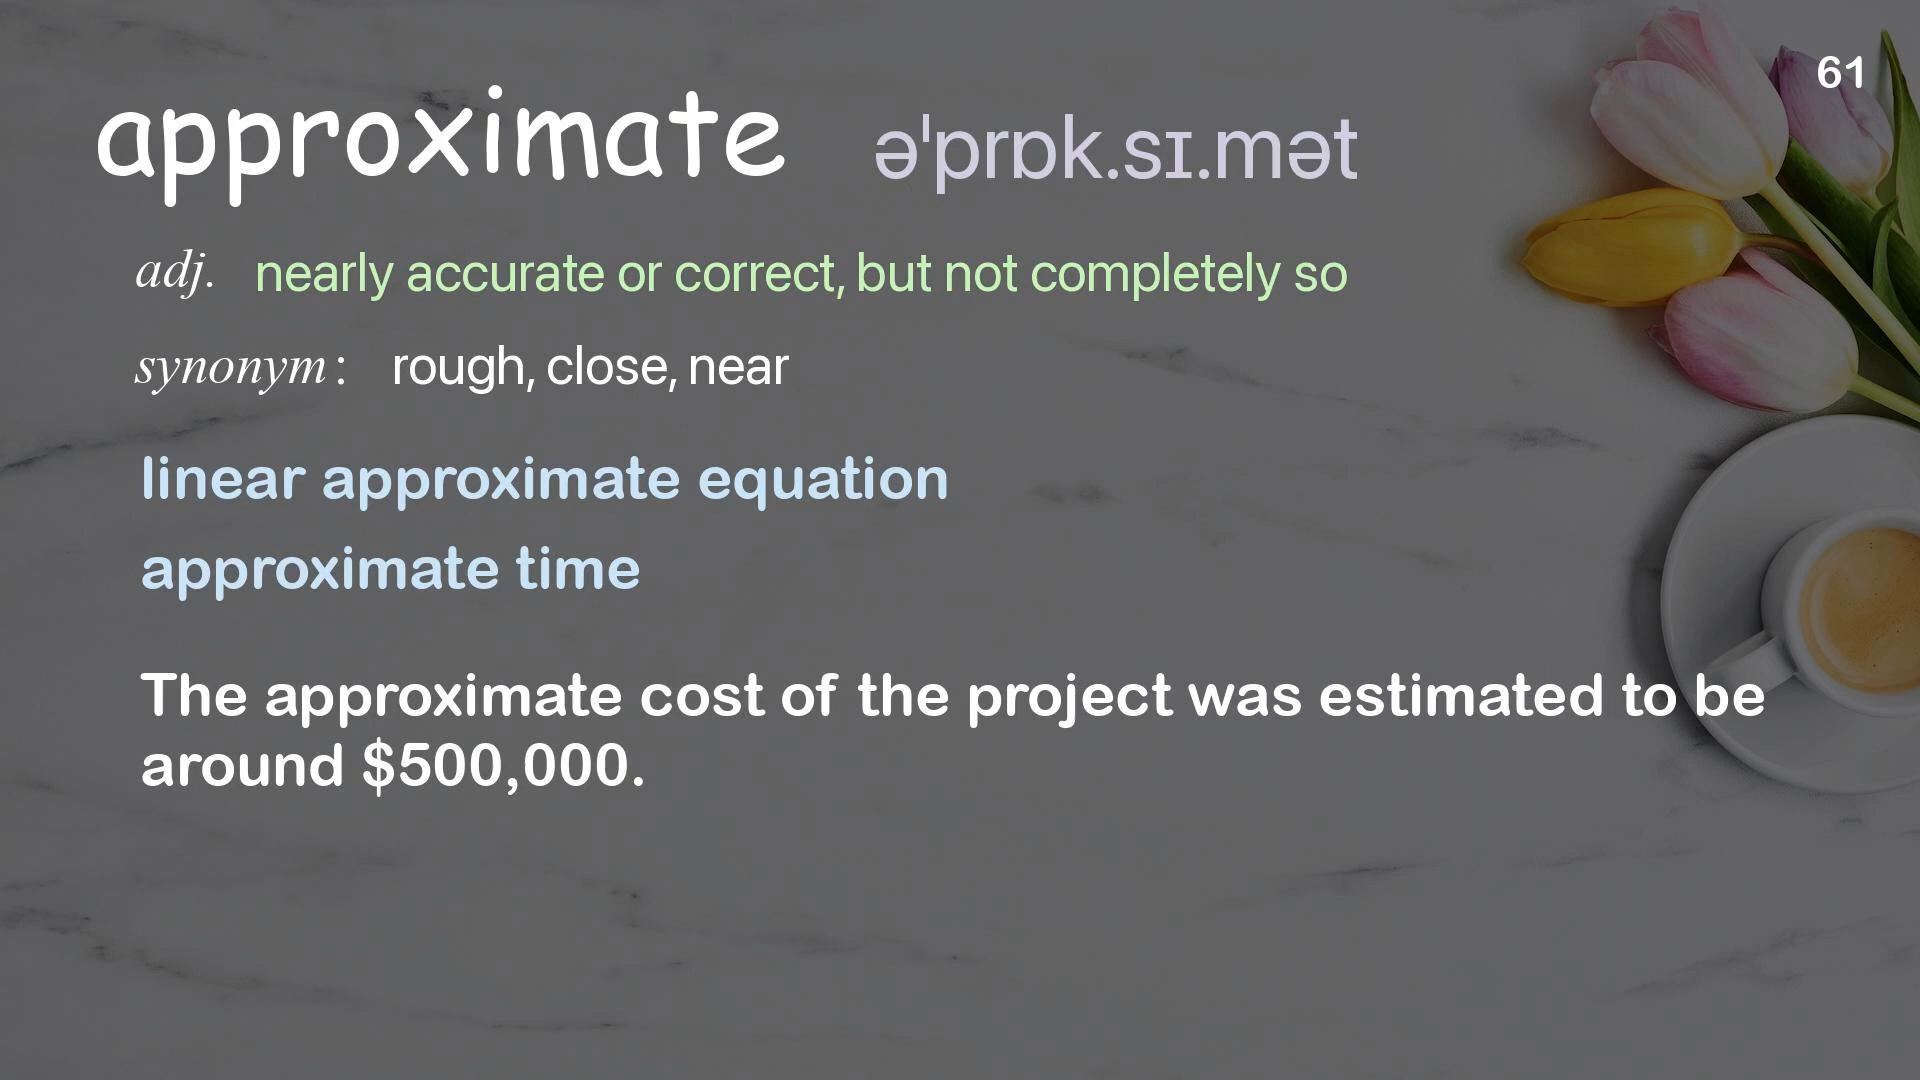 61
approximate əˈprɒk.sɪ.mət
adj. nearly accurate or correct, but not completely so
synonym: rough, close, near
linear approximate equation
approximate time
The approximate cost of the project was estimated to be
around $500,000.